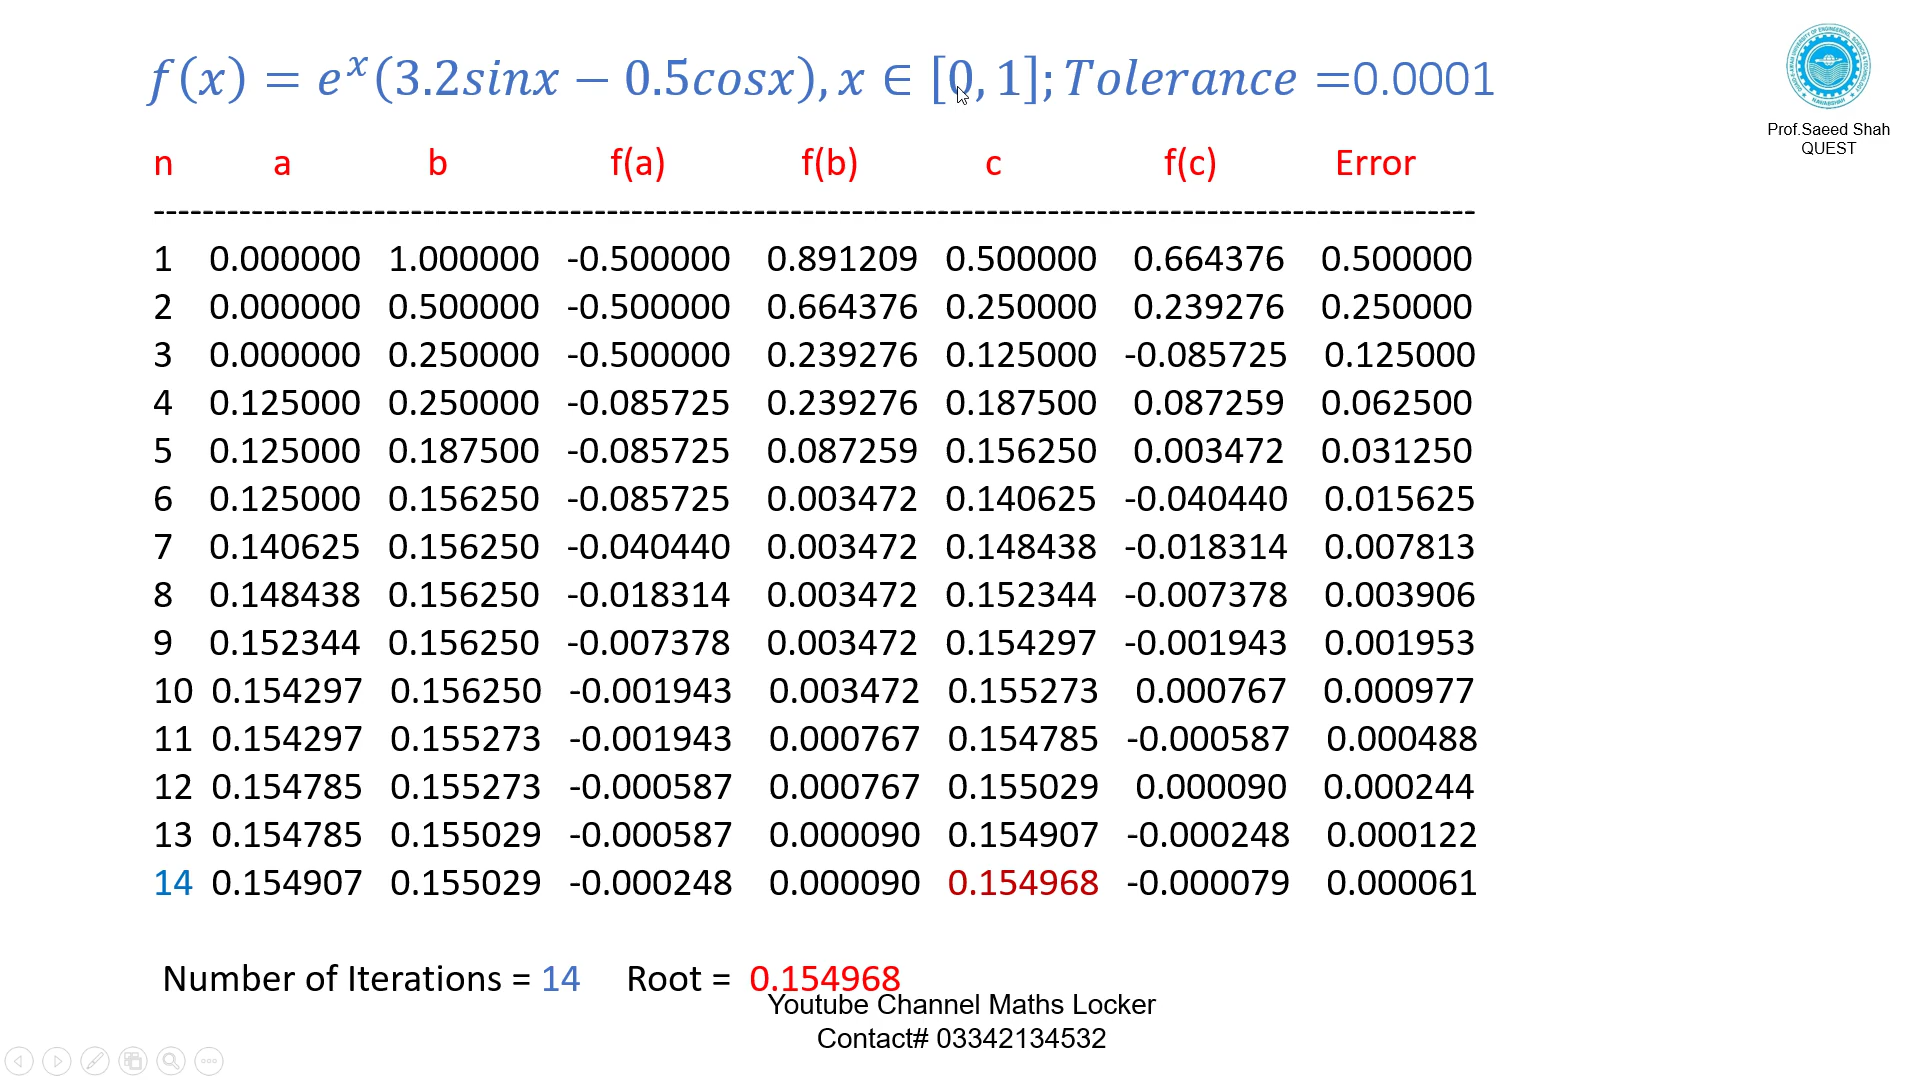 f(x) = e^x(3.2sinx − 0.5cosx), x ∈ [0, 1]; Tolerance =0.0001
Prof.Saeed Shah
QUEST
n a b f(a) f(b) c f(c) Error
1 0.000000 1.000000 -0.500000 0.891209 0.500000 0.664376 0.500000
2 0.000000 0.500000 -0.500000 0.664376 0.250000 0.239276 0.250000
3 0.000000 0.250000 -0.500000 0.239276 0.125000 -0.085725 0.125000
4 0.125000 0.250000 -0.085725 0.239276 0.187500 0.087259 0.062500
5 0.125000 0.187500 -0.085725 0.087259 0.156250 0.003472 0.031250
6 0.125000 0.156250 -0.085725 0.003472 0.140625 -0.040440 0.015625
7 0.140625 0.156250 -0.040440 0.003472 0.148438 -0.018314 0.007813
8 0.148438 0.156250 -0.018314 0.003472 0.152344 -0.007378 0.003906
9 0.152344 0.156250 -0.007378 0.003472 0.154297 -0.001943 0.001953
10 0.154297 0.156250 -0.001943 0.003472 0.155273 0.000767 0.000977
11 0.154297 0.155273 -0.001943 0.000767 0.154785 -0.000587 0.000488
12 0.154785 0.155273 -0.000587 0.000767 0.155029 0.000090 0.000244
13 0.154785 0.155029 -0.000587 0.000090 0.154907 -0.000248 0.000122
14 0.154907 0.155029 -0.000248 0.000090 0.154968 -0.000079 0.000061
Number of Iterations = 14 Root = 0.154968
Youtube Channel Maths Locker
Contact# 03342134532